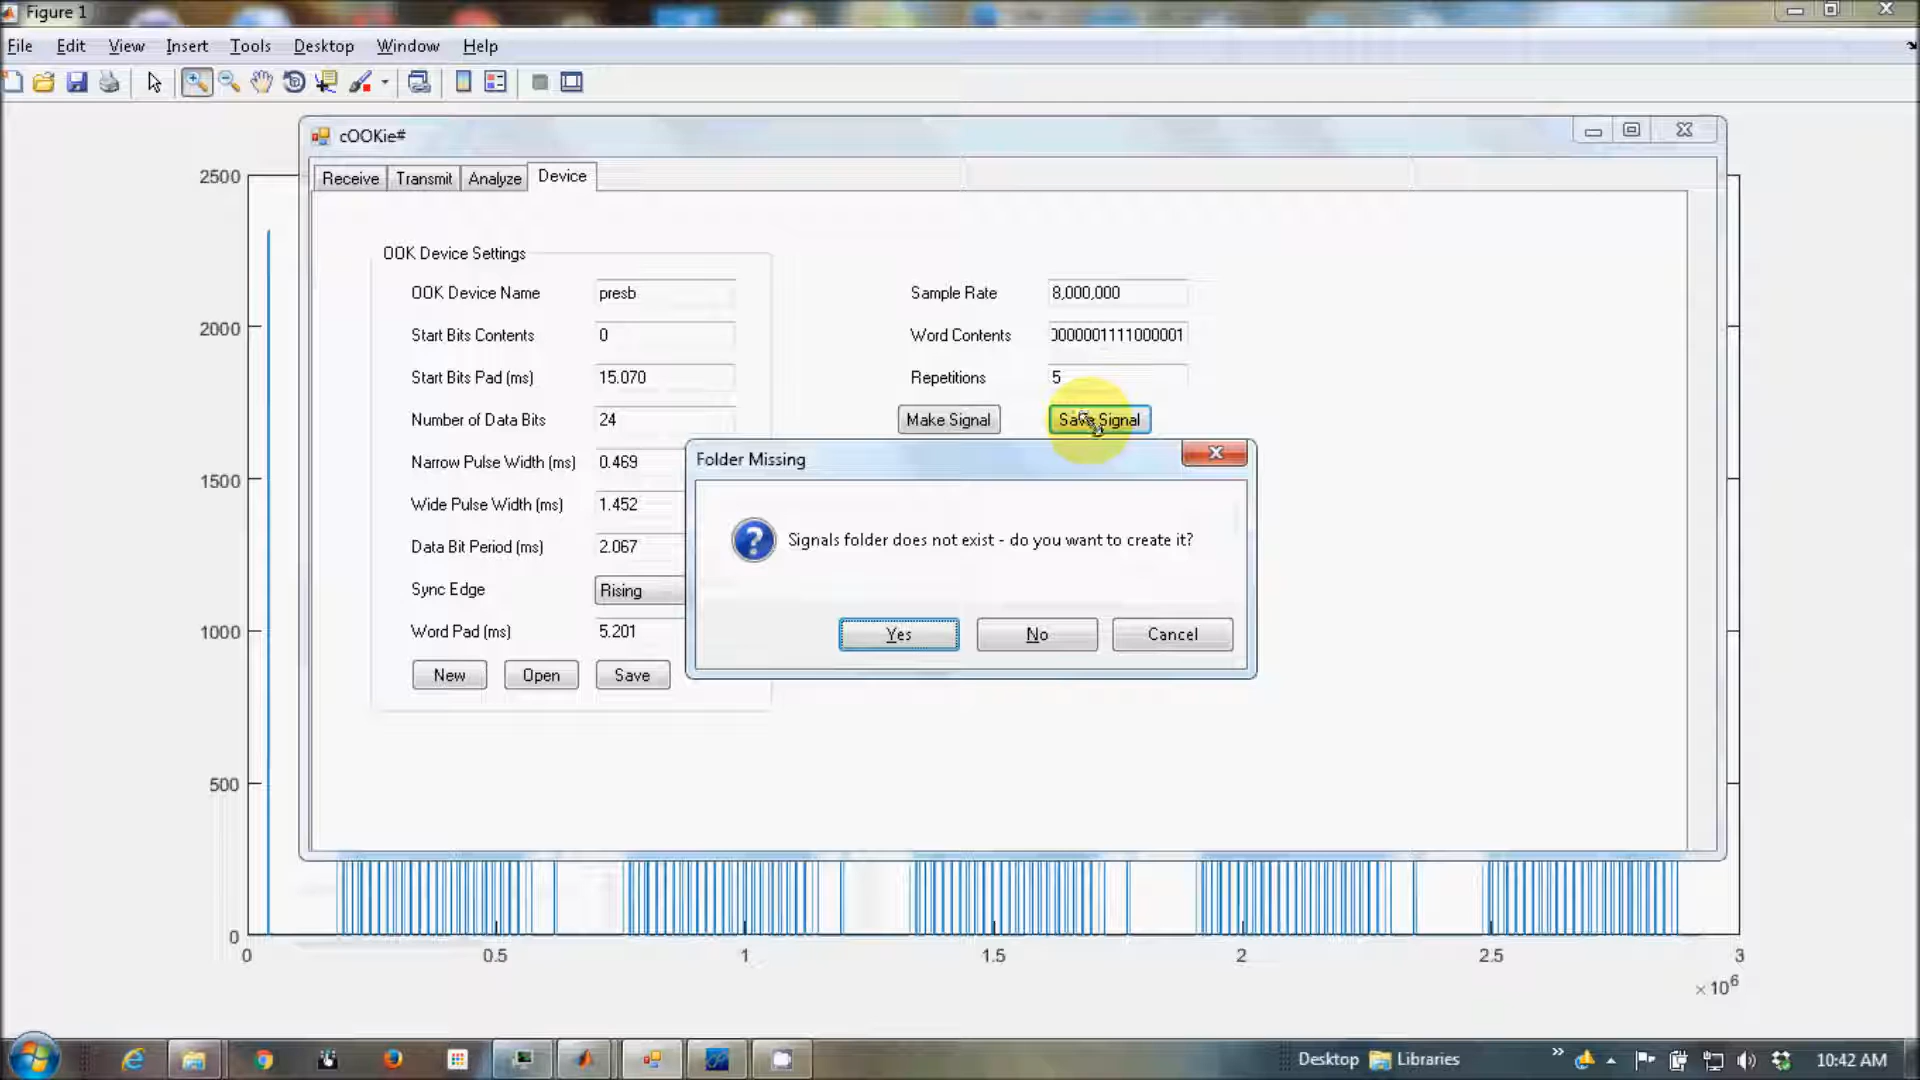 Figure 1
File Edit View Insert Tools Desktop Window Help
cOOKie#
Receive Transmit Analyze Device
OOK Device Settings
OOK Device Name presb
Start Bits Contents 0
Start Bits Pad (ms) 15.070
Number of Data Bits 24
Narrow Pulse Width (ms) 0.469
Wide Pulse Width (ms) 1.452
Data Bit Period (ms) 2.067
Sync Edge Rising
Word Pad (ms) 5.201
New Open Save
Sample Rate 8,000,000
Word Contents 0000001111000001
Repetitions 5
Make Signal Save Signal
Folder Missing
Signals folder does not exist - do you want to create it?
Yes No Cancel
2500
2000
1500
1000
500
0
0 0.5 1 1.5 2 2.5 3
× 10^6
Desktop Libraries » 10:42 AM